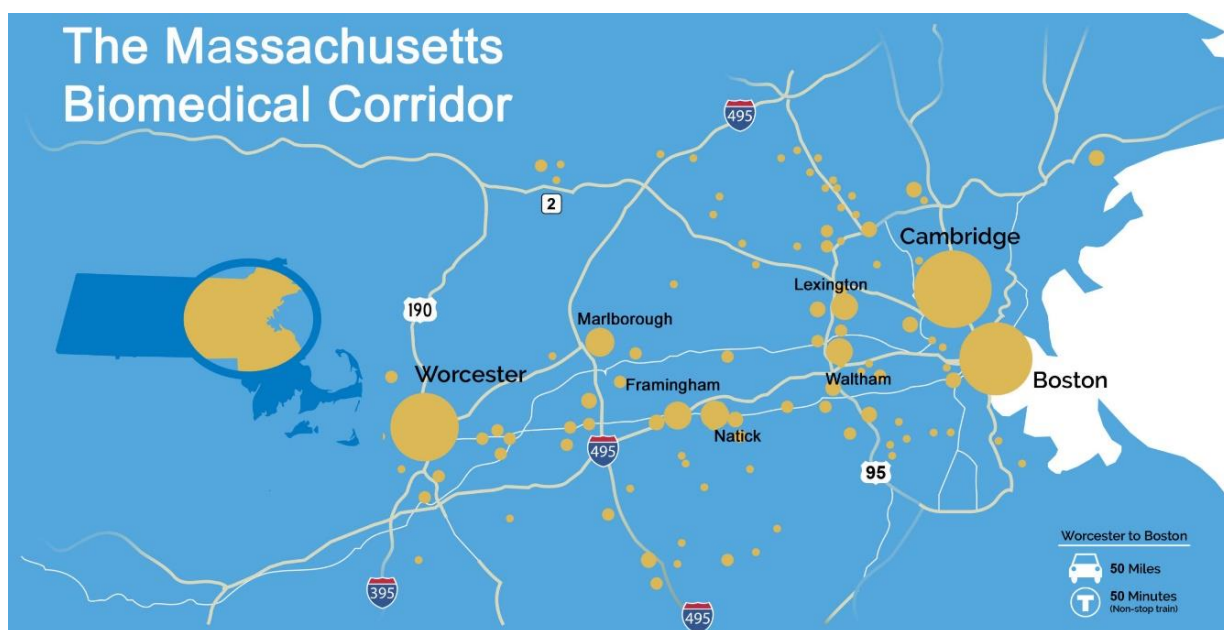 The Massachusetts
Biomedical Corridor
495
2
Cambridge
Lexington
190
Marlborough
Worcester
Framingham
Waltham
Boston
Natick
495
95
Worcester to Boston
50 Miles
50 Minutes
(Non-stop train)
T
395
495